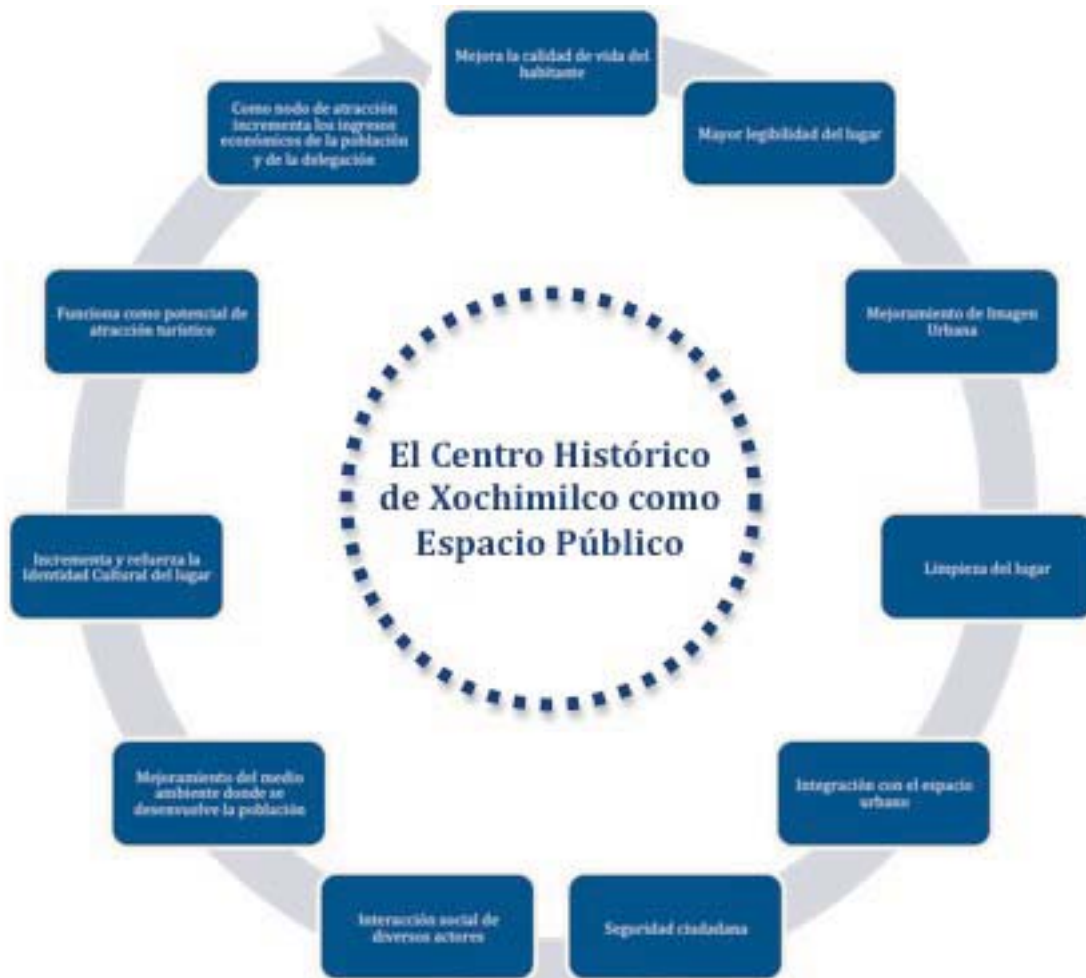 Mejora la calidad de vida del
habitante
Mayor legibilidad del lugar
Mejoramiento de Imagen
Urbana
Limpieza del lugar
Integración con el espacio
urbano
Seguridad ciudadana
Interacción social de
diversos actores
Mejoramiento del medio
ambiente donde se
desenvuelve la población
Incrementa y refuerza la
Identidad Cultural del lugar
Funciona como potencial de
atracción turístico
Como nodo de atracción
incrementa los ingresos
económicos de la población
y de la delegación
El Centro Histórico
de Xochimilco como
Espacio Público